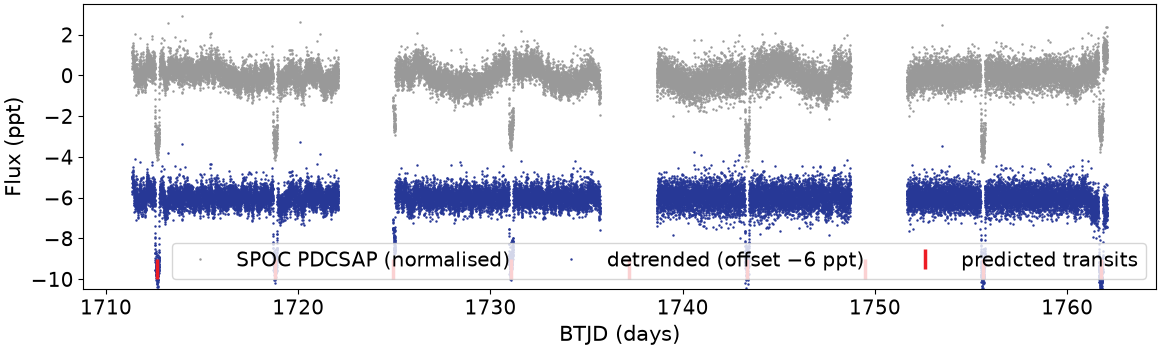 Flux (ppt)
2
0
−2
−4
−6
−8
−10
SPOC PDCSAP (normalised)
detrended (offset −6 ppt)
predicted transits
1710
1720
1730
1740
1750
1760
BTJD (days)